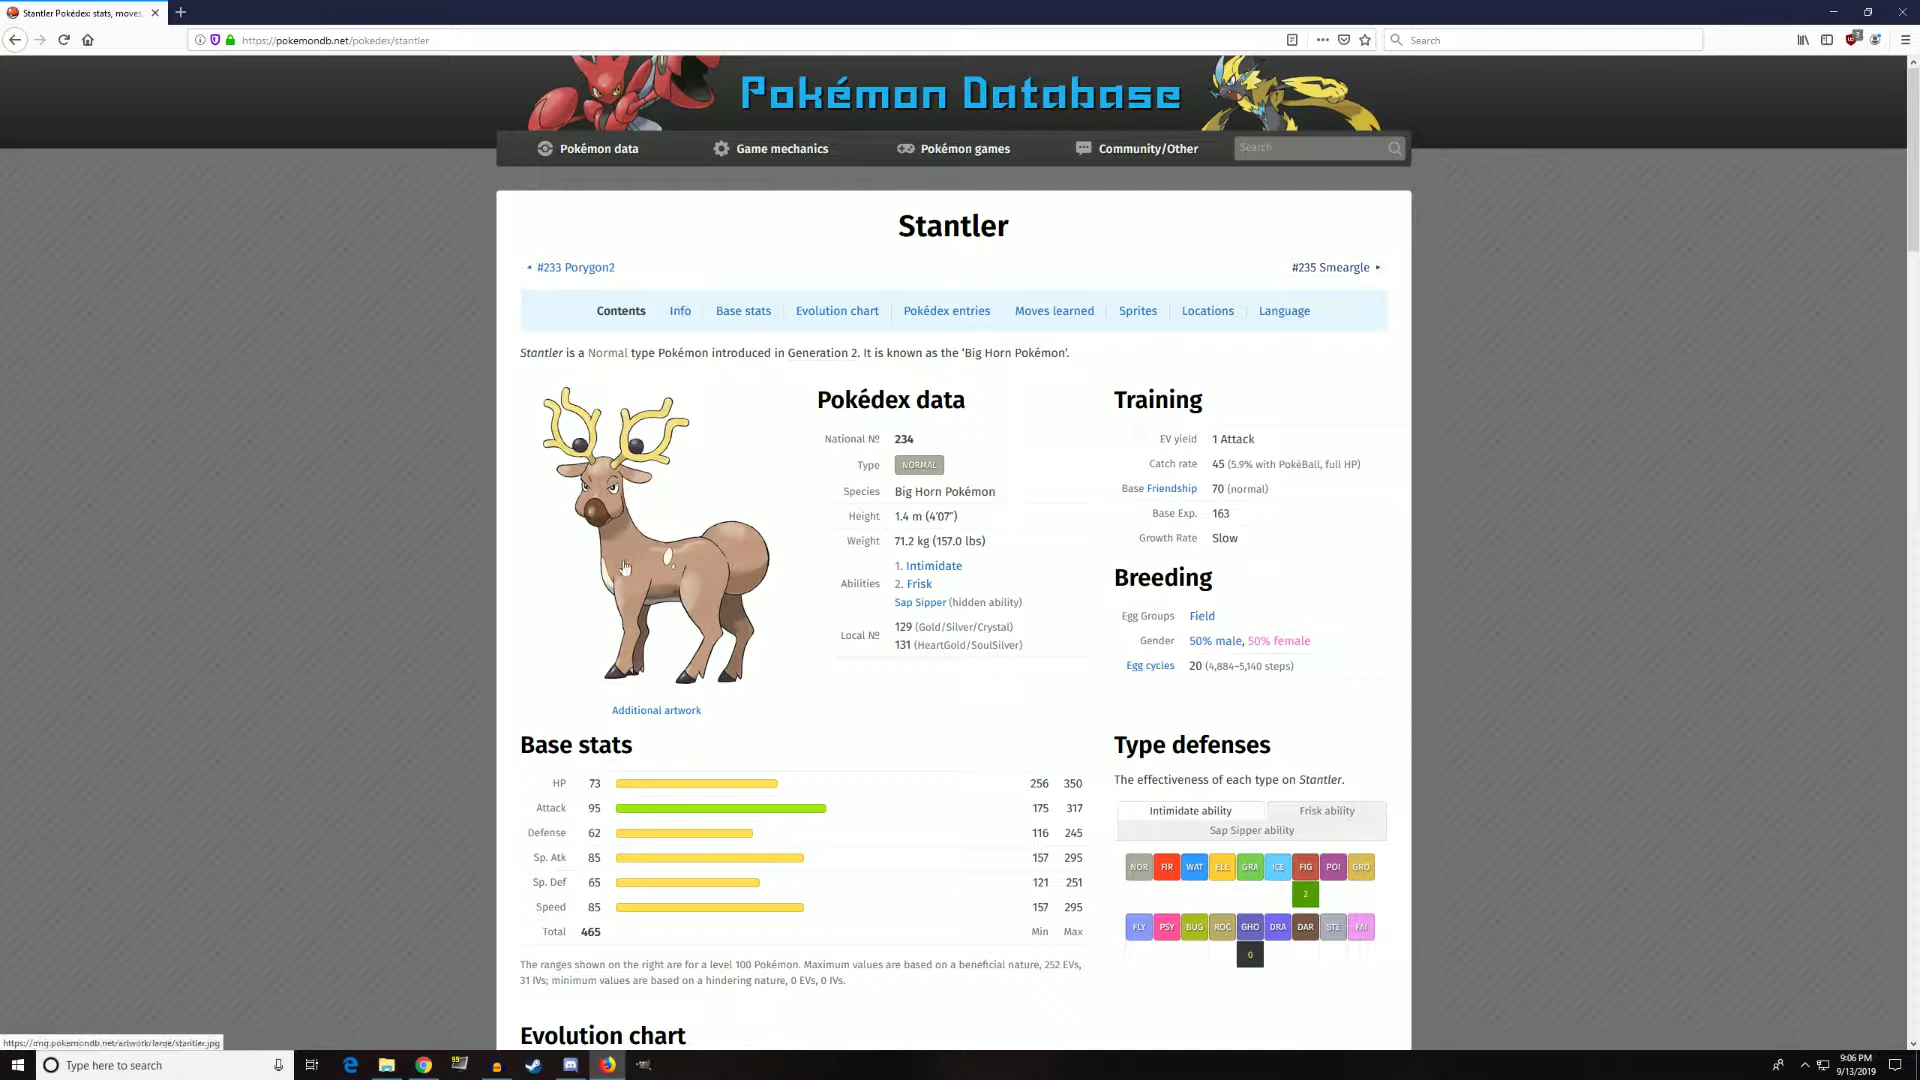 Stantler Pokédex: stats, moves,
https://pokemondb.net/pokedex/stantler
Search
Pokémon Database
Pokémon data
Game mechanics
Pokémon games
Community/Other
Search
Stantler
#233 Porygon2
#235 Smeargle
Contents Info Base stats Evolution chart Pokédex entries Moves learned Sprites Locations Language
Stantler is a Normal type Pokémon introduced in Generation 2. It is known as the ‘Big Horn Pokémon’.
Additional artwork
Pokédex data
National № 234
Type NORMAL
Species Big Horn Pokémon
Height 1.4 m (4′07″)
Weight 71.2 kg (157.0 lbs)
Abilities
1. Intimidate
2. Frisk
Sap Sipper (hidden ability)
Local №
129 (Gold/Silver/Crystal)
131 (HeartGold/SoulSilver)
Training
EV yield 1 Attack
Catch rate 45 (5.9% with PokéBall, full HP)
Base Friendship 70 (normal)
Base Exp. 163
Growth Rate Slow
Breeding
Egg Groups Field
Gender 50% male, 50% female
Egg cycles 20 (4,884–5,140 steps)
Base stats
HP 73 256 350
Attack 95 175 317
Defense 62 116 245
Sp. Atk 85 157 295
Sp. Def 65 121 251
Speed 85 157 295
Total 465 Min Max
The ranges shown on the right are for a level 100 Pokémon. Maximum values are based on a beneficial nature, 252 EVs,
31 IVs; minimum values are based on a hindering nature, 0 EVs, 0 IVs.
Type defenses
The effectiveness of each type on Stantler.
Intimidate ability
Frisk ability
Sap Sipper ability
NOR FIR WAT ELE GRA ICE FIG POI GRO
2
FLY PSY BUG ROC GHO DRA DAR STE FAI
0
Evolution chart
https://img.pokemondb.net/artwork/large/stantler.jpg
Type here to search
99
9:06 PM
9/13/2019